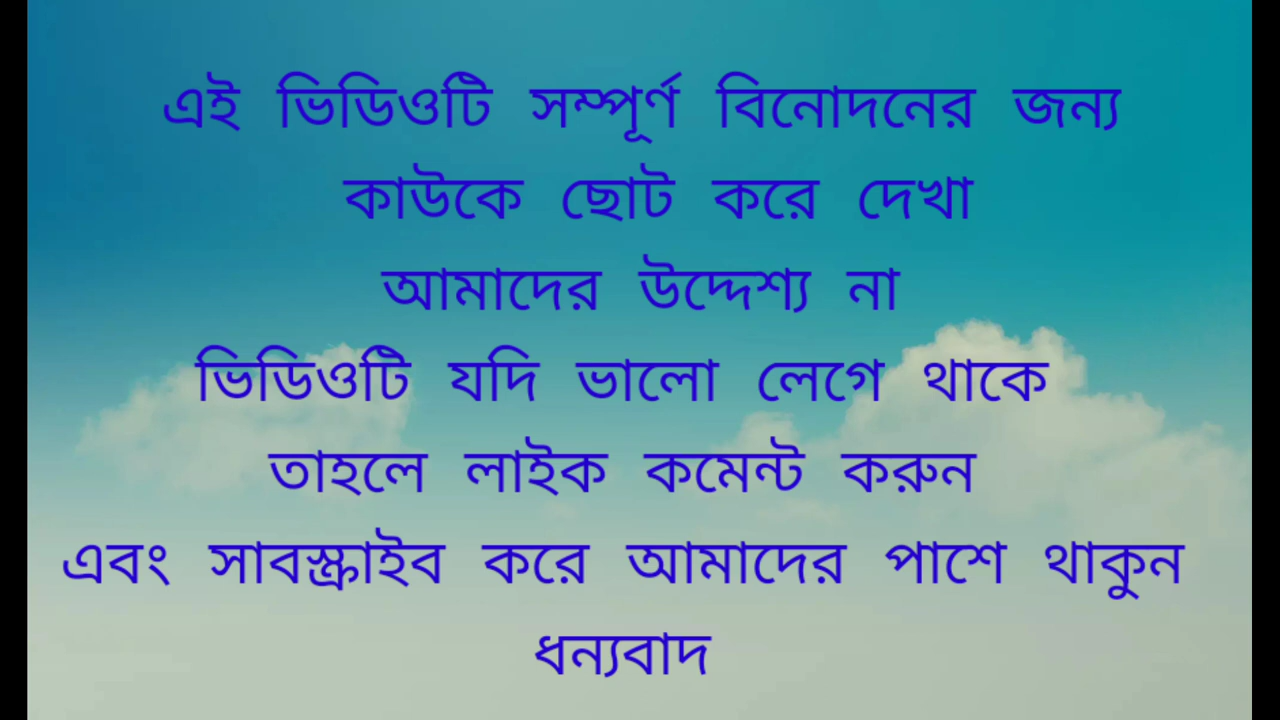 এই ভিডিওটি সম্পূর্ণ বিনোদনের জন্য
কাউকে ছোট করে দেখা
আমাদের উদ্দেশ্য না
ভিডিওটি যদি ভালো লেগে থাকে
তাহলে লাইক কমেন্ট করুন
এবং সাবস্ক্রাইব করে আমাদের পাশে থাকুন
ধন্যবাদ